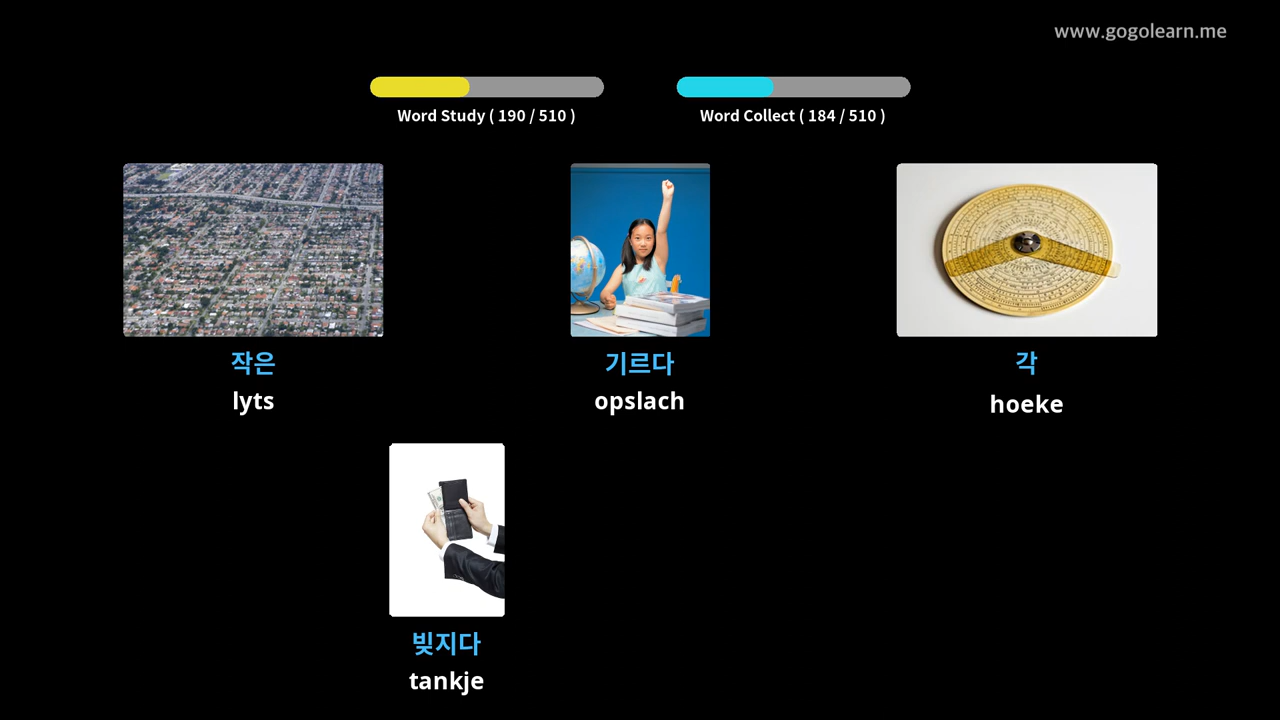 www.gogolearn.me
Word Study ( 190 / 510 )
Word Collect ( 184 / 510 )
작은
lyts
기르다
opslach
각
hoeke
빚지다
tankje